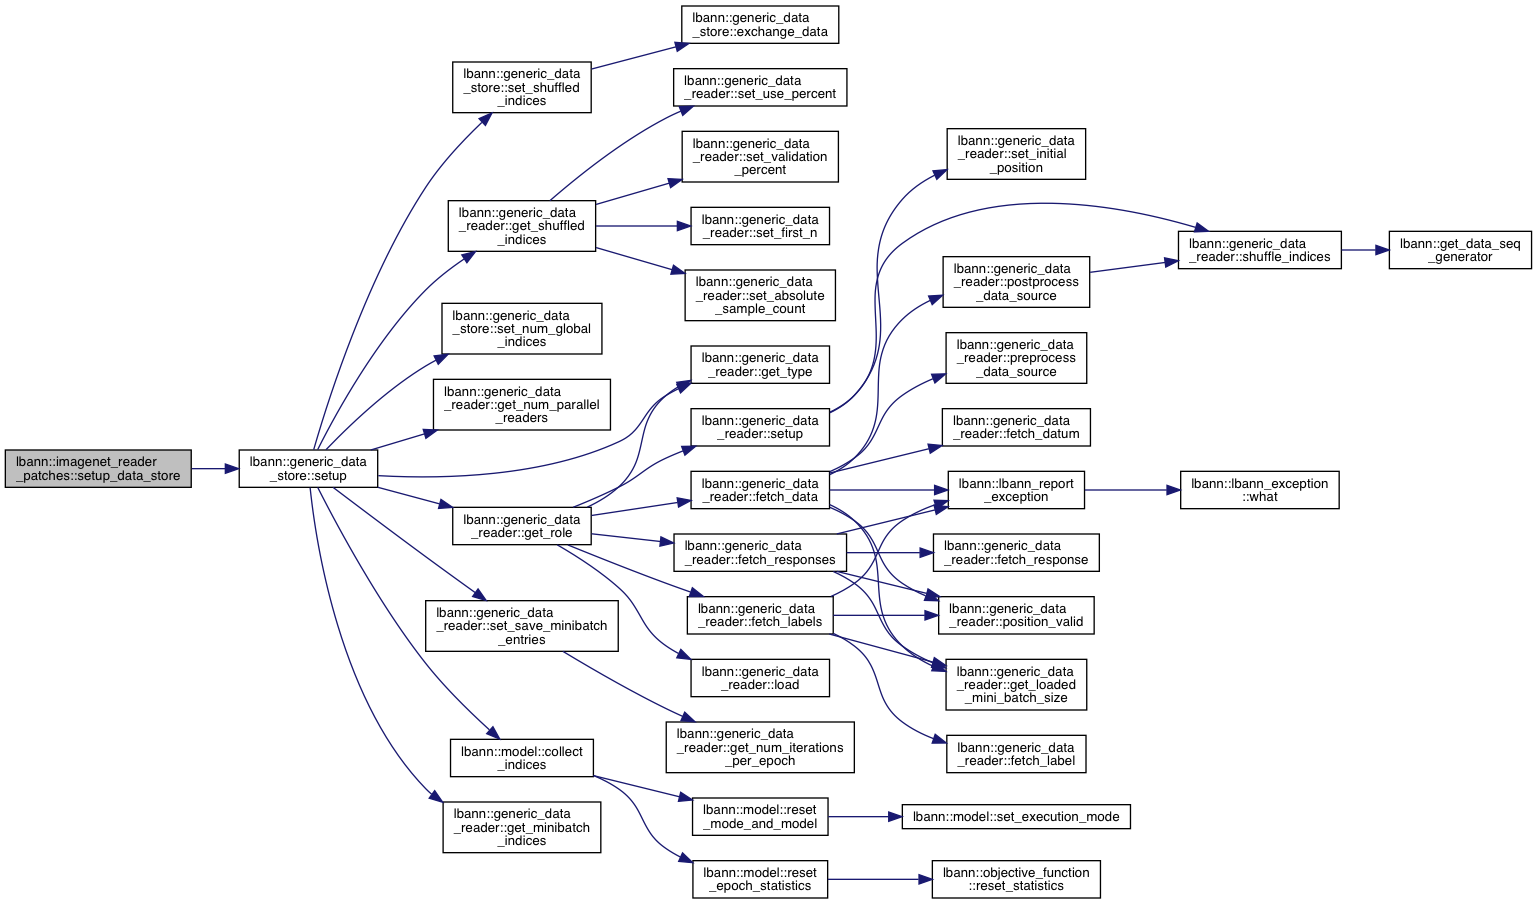 lbann::imagenet_reader
_patches::setup_data_store
lbann::generic_data
_store::setup
lbann::generic_data
_store::set_shuffled
_indices
lbann::generic_data
_reader::get_shuffled
_indices
lbann::generic_data
_store::set_num_global
_indices
lbann::generic_data
_reader::get_num_parallel
_readers
lbann::generic_data
_reader::get_role
lbann::generic_data
_reader::set_save_minibatch
_entries
lbann::model::collect
_indices
lbann::generic_data
_reader::get_minibatch
_indices
lbann::generic_data
_store::exchange_data
lbann::generic_data
_reader::set_use_percent
lbann::generic_data
_reader::set_validation
_percent
lbann::generic_data
_reader::set_first_n
lbann::generic_data
_reader::set_absolute
_sample_count
lbann::generic_data
_reader::get_type
lbann::generic_data
_reader::setup
lbann::generic_data
_reader::fetch_data
lbann::generic_data
_reader::fetch_responses
lbann::generic_data
_reader::fetch_labels
lbann::generic_data
_reader::load
lbann::generic_data
_reader::get_num_iterations
_per_epoch
lbann::model::reset
_mode_and_model
lbann::model::reset
_epoch_statistics
lbann::generic_data
_reader::set_initial
_position
lbann::generic_data
_reader::postprocess
_data_source
lbann::generic_data
_reader::preprocess
_data_source
lbann::generic_data
_reader::fetch_datum
lbann::lbann_report
_exception
lbann::generic_data
_reader::fetch_response
lbann::generic_data
_reader::position_valid
lbann::generic_data
_reader::get_loaded
_mini_batch_size
lbann::generic_data
_reader::fetch_label
lbann::model::set_execution_mode
lbann::objective_function
::reset_statistics
lbann::generic_data
_reader::shuffle_indices
lbann::lbann_exception
::what
lbann::get_data_seq
_generator